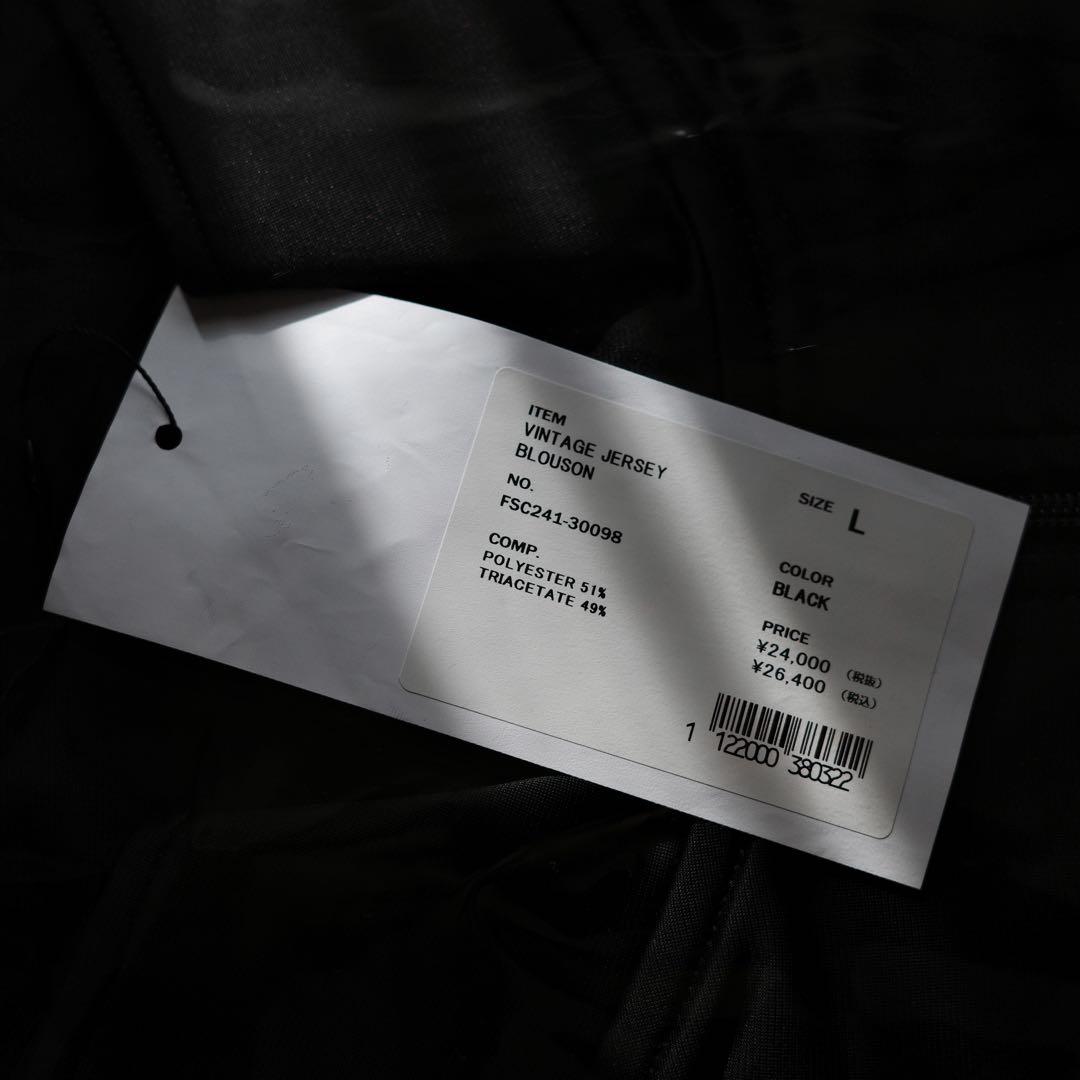 ITEM
VINTAGE JERSEY
BLOUSON
NO.
FSC241-30098
COMP.
POLYESTER 51%
TRIACETATE 49%
SIZE L
COLOR
BLACK
PRICE
¥24,000 (税抜)
¥26,400 (税込)
1 122000 380322